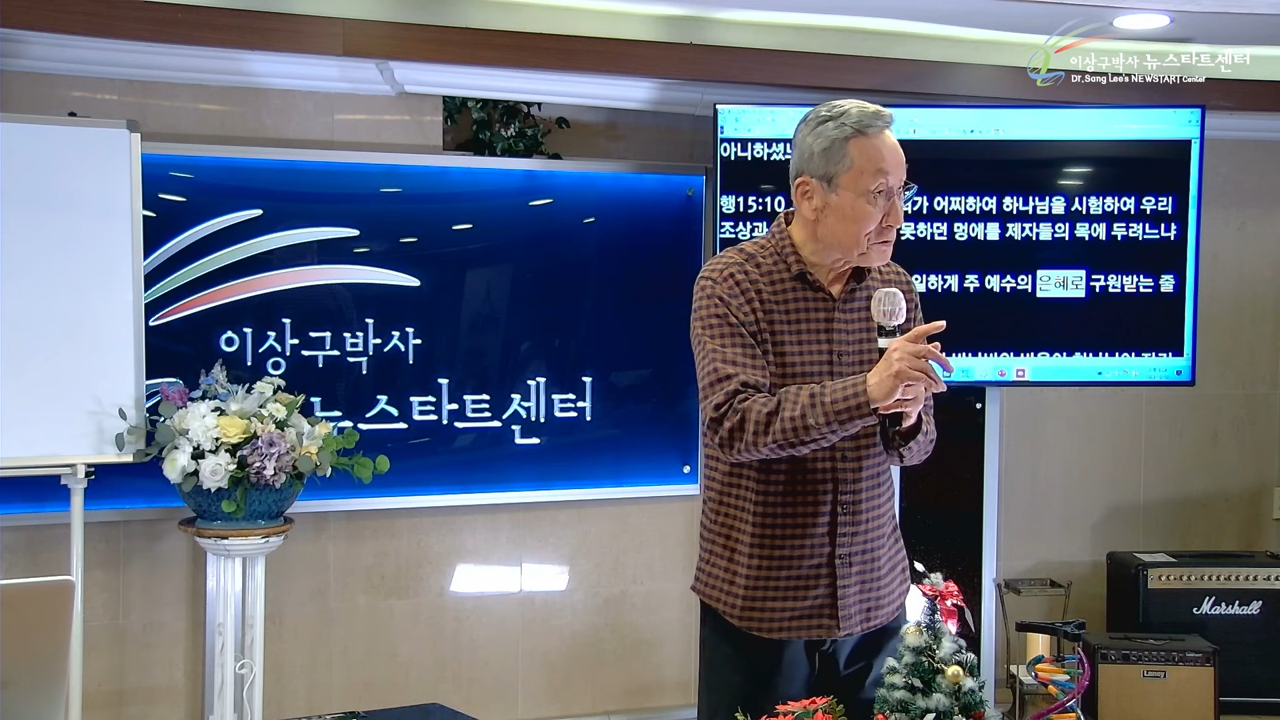 이상구박사 뉴스타트센터
Dr. Sang Lee's NEWSTART Center
아니하셨느
행15:10
가 어찌하여 하나님을 시험하여 우리
조상과 못하던 멍에를 제자들의 목에 두려느냐
일하게 주 예수의 은혜로 구원받는 줄
이상구박사
뉴스타트센터
Marshall
Laney